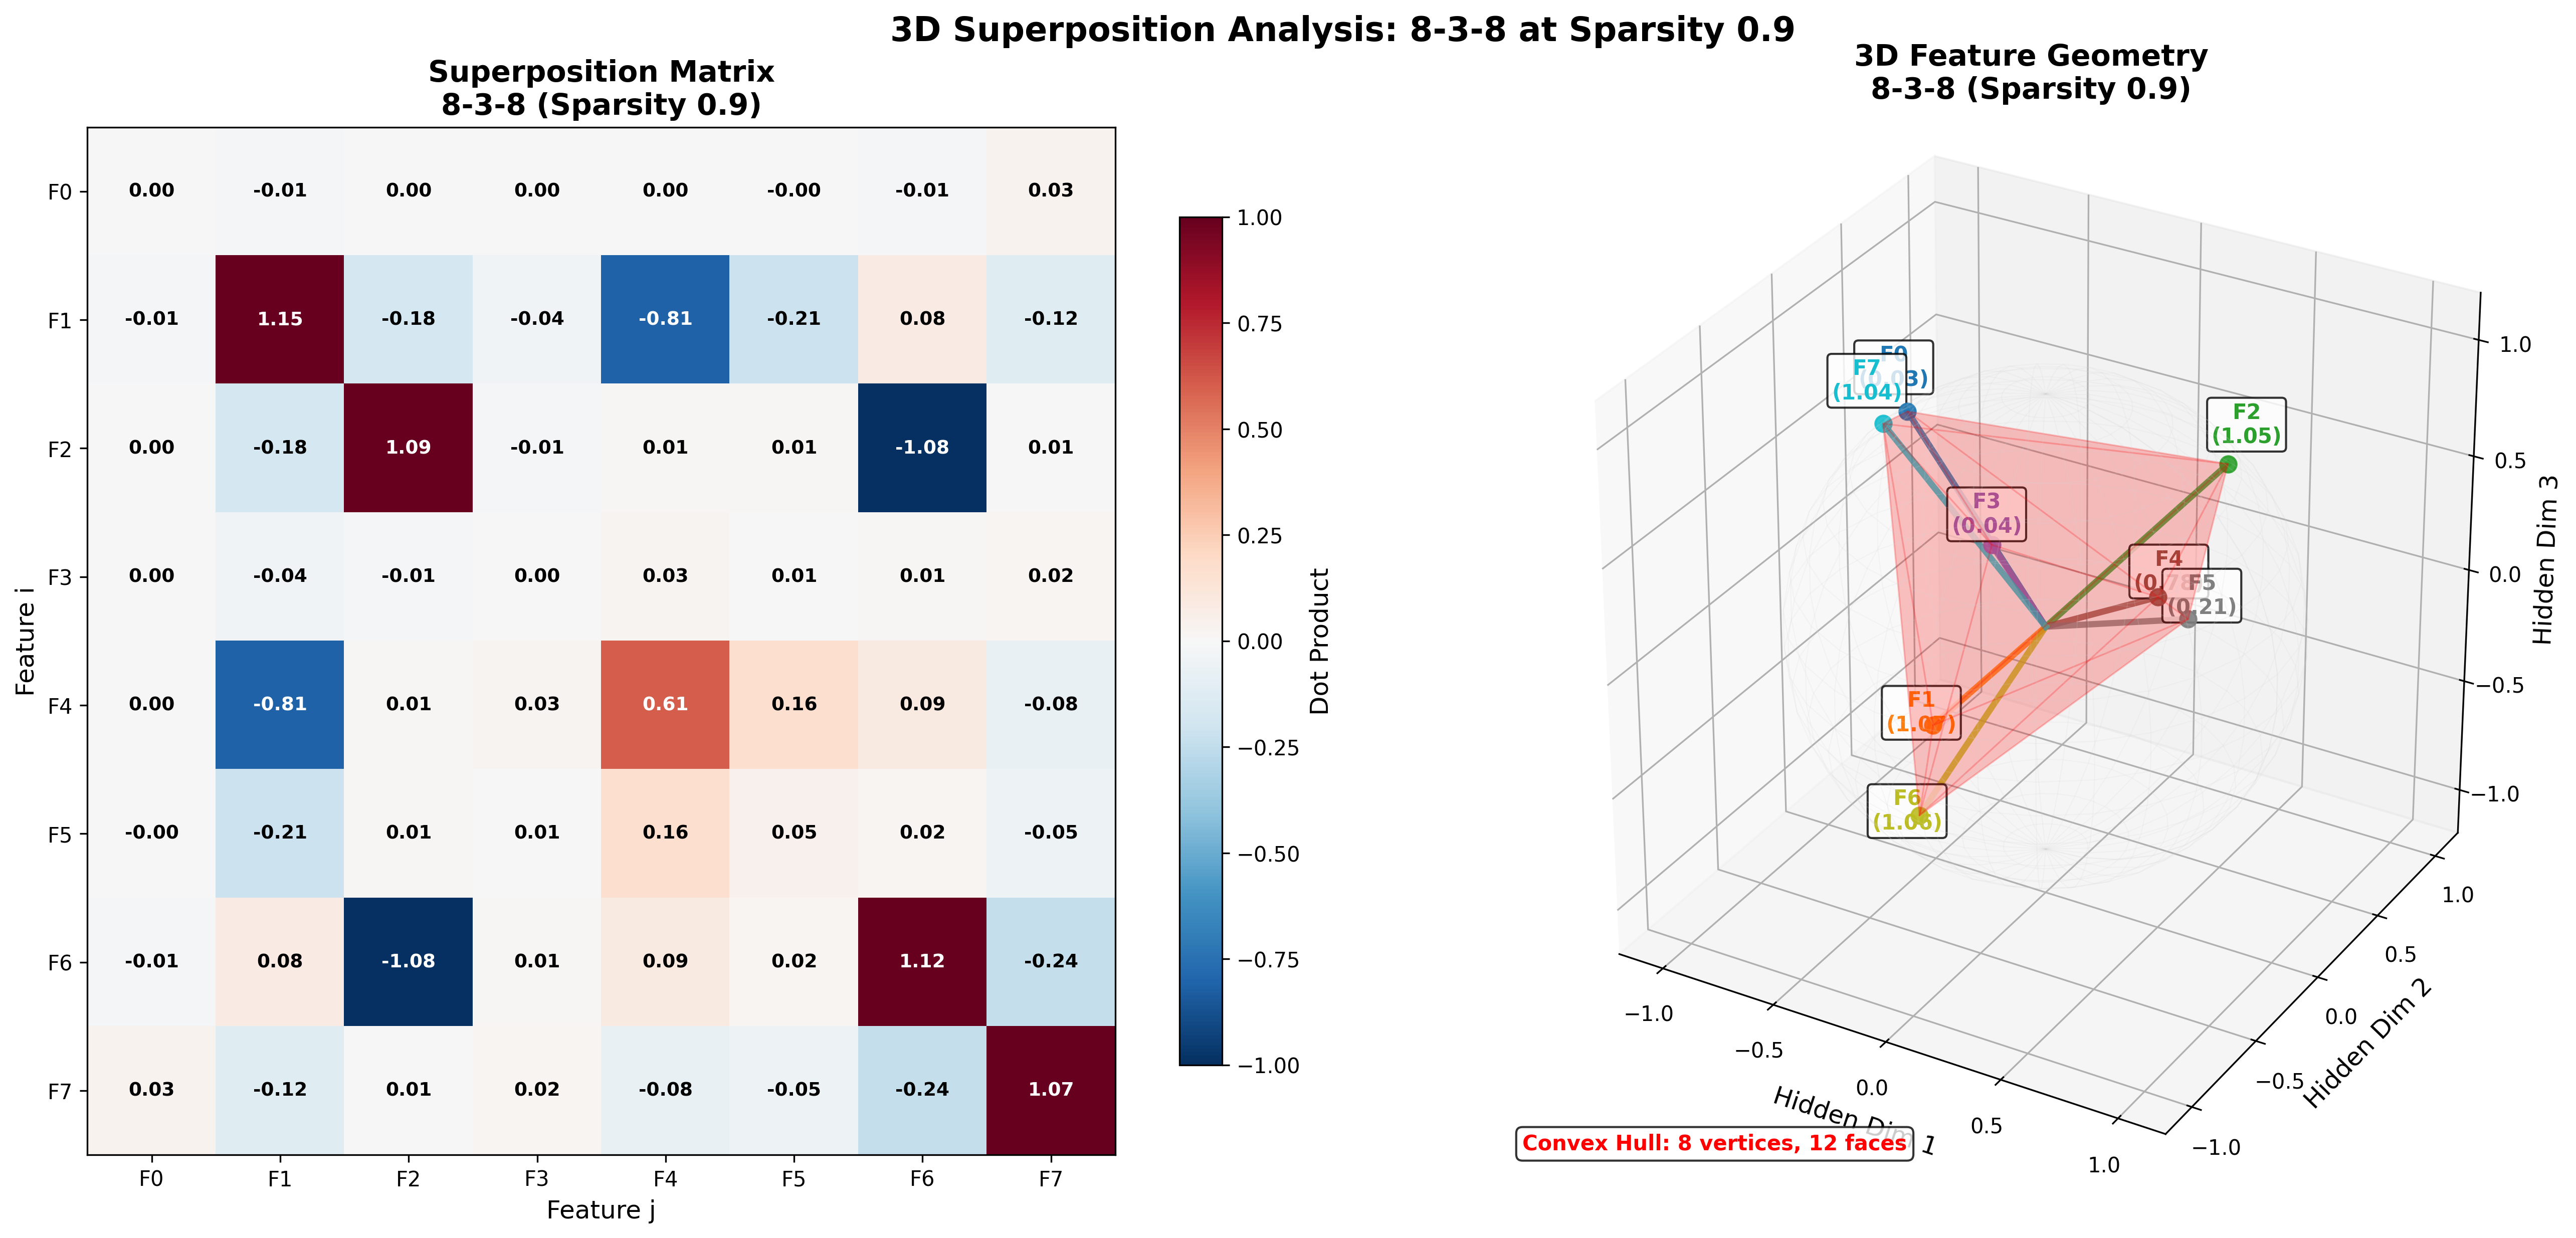 3D Superposition Analysis: 8-3-8 at Sparsity 0.9
Superposition Matrix
8-3-8 (Sparsity 0.9)
F0 0.00 -0.01 0.00 0.00 0.00 -0.00 -0.01 0.03
F1 -0.01 1.15 -0.18 -0.04 -0.81 -0.21 0.08 -0.12
F2 0.00 -0.18 1.09 -0.01 0.01 0.01 -1.08 0.01
F3 0.00 -0.04 -0.01 0.00 0.03 0.01 0.01 0.02
F4 0.00 -0.81 0.01 0.03 0.61 0.16 0.09 -0.08
F5 -0.00 -0.21 0.01 0.01 0.16 0.05 0.02 -0.05
F6 -0.01 0.08 -1.08 0.01 0.09 0.02 1.12 -0.24
F7 0.03 -0.12 0.01 0.02 -0.08 -0.05 -0.24 1.07
F0 F1 F2 F3 F4 F5 F6 F7
Feature j
Feature i
1.00
0.75
0.50
0.25
0.00
−0.25
−0.50
−0.75
−1.00
Dot Product
3D Feature Geometry
8-3-8 (Sparsity 0.9)
F0
F7
(1.04)
F2
(1.05)
F3
(0.04)
F4
F5
(0.21)
F1
(1.07)
F6
(1.06)
1.0
0.5
0.0
−0.5
−1.0
Hidden Dim 3
1.0
0.5
0.0
−0.5
−1.0
Hidden Dim 2
−1.0
−0.5
0.0
0.5
1.0
Hidden Dim 1
Convex Hull: 8 vertices, 12 faces